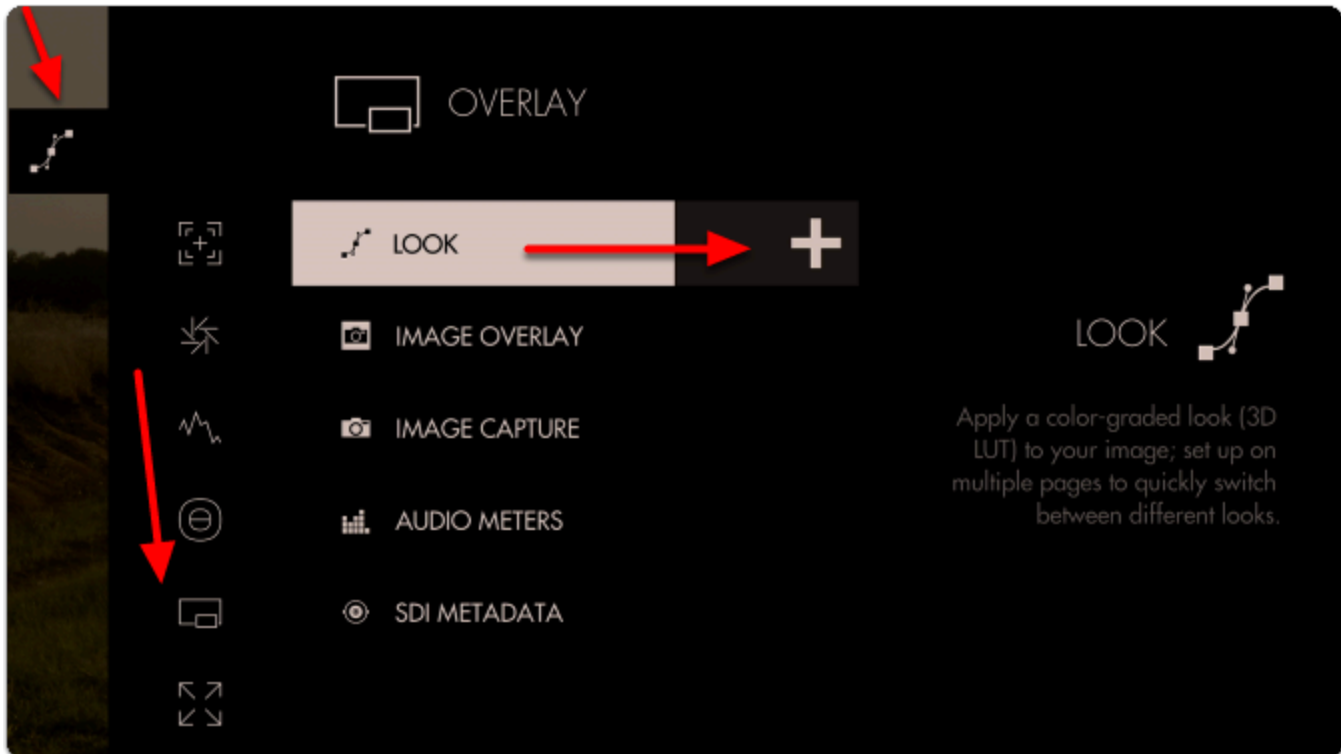 OVERLAY
LOOK
IMAGE OVERLAY
IMAGE CAPTURE
AUDIO METERS
SDI METADATA
LOOK
Apply a color-graded look (3D
LUT) to your image; set up on
multiple pages to quickly switch
between different looks.